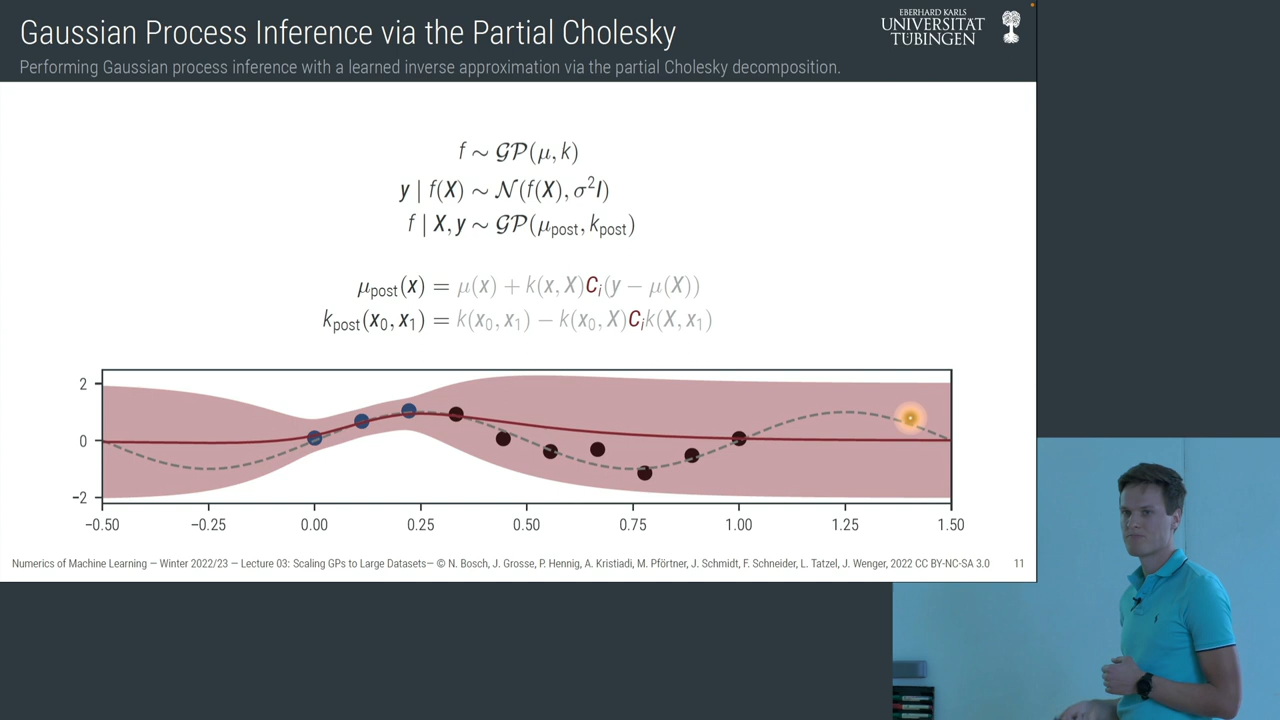 Gaussian Process Inference via the Partial Cholesky
Performing Gaussian process inference with a learned inverse approximation via the partial Cholesky decomposition.
EBERHARD KARLS
UNIVERSITÄT
TÜBINGEN
f ∼ 𝒢𝒫(μ, k)
y | f(X) ∼ 𝒩(f(X), σ²I)
f | X, y ∼ 𝒢𝒫(μ_post, k_post)
μ_post(x) = μ(x) + k(x, X)C_i(y − μ(X))
k_post(x₀, x₁) = k(x₀, x₁) − k(x₀, X)C_i k(X, x₁)
2
0
−2
−0.50 −0.25 0.00 0.25 0.50 0.75 1.00 1.25 1.50
Numerics of Machine Learning — Winter 2022/23 — Lecture 03: Scaling GPs to Large Datasets— © N. Bosch, J. Grosse, P. Hennig, A. Kristiadi, M. Pförtner, J. Schmidt, F. Schneider, L. Tatzel, J. Wenger, 2022 CC BY-NC-SA 3.0 11